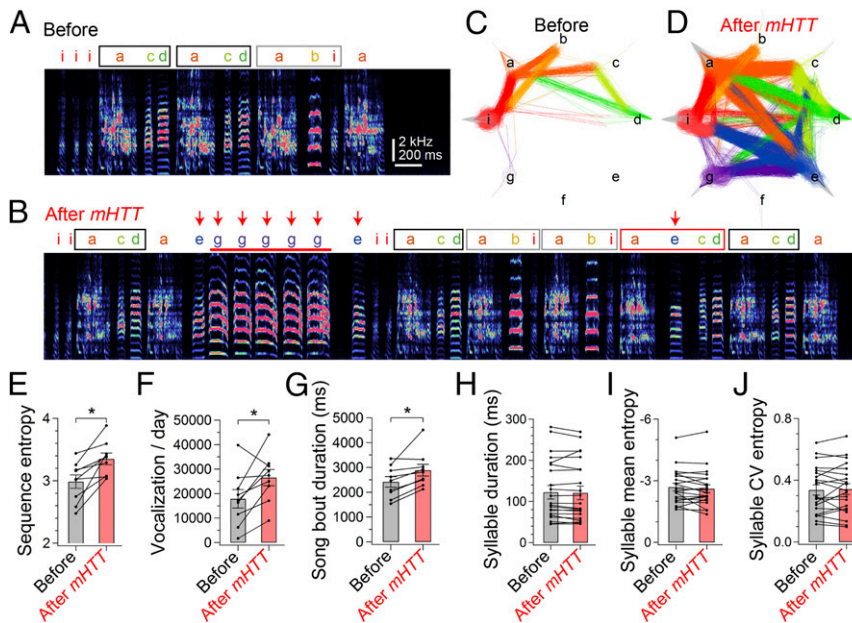 A Before
i i i a c d a c d a b i a
2 kHz
200 ms
C Before
b
a c
i d
g e
f
D After mHTT
b
a c
i d
g e
f
B After mHTT
i i a c d a e g g g g g e i i a c d a b i a b i a e c d a c d a
E
Sequence entropy
4
3
2
*
Before
After mHTT
F
Vocalization / day
50000
40000
30000
20000
10000
0
*
Before
After mHTT
G
Song bout duration (ms)
5000
4000
3000
2000
1000
0
*
Before
After mHTT
H
Syllable duration (ms)
300
250
200
150
100
50
0
Before
After mHTT
I
Syllable mean entropy
-6
-3
0
Before
After mHTT
J
Syllable CV entropy
0.8
0.4
0.0
Before
After mHTT